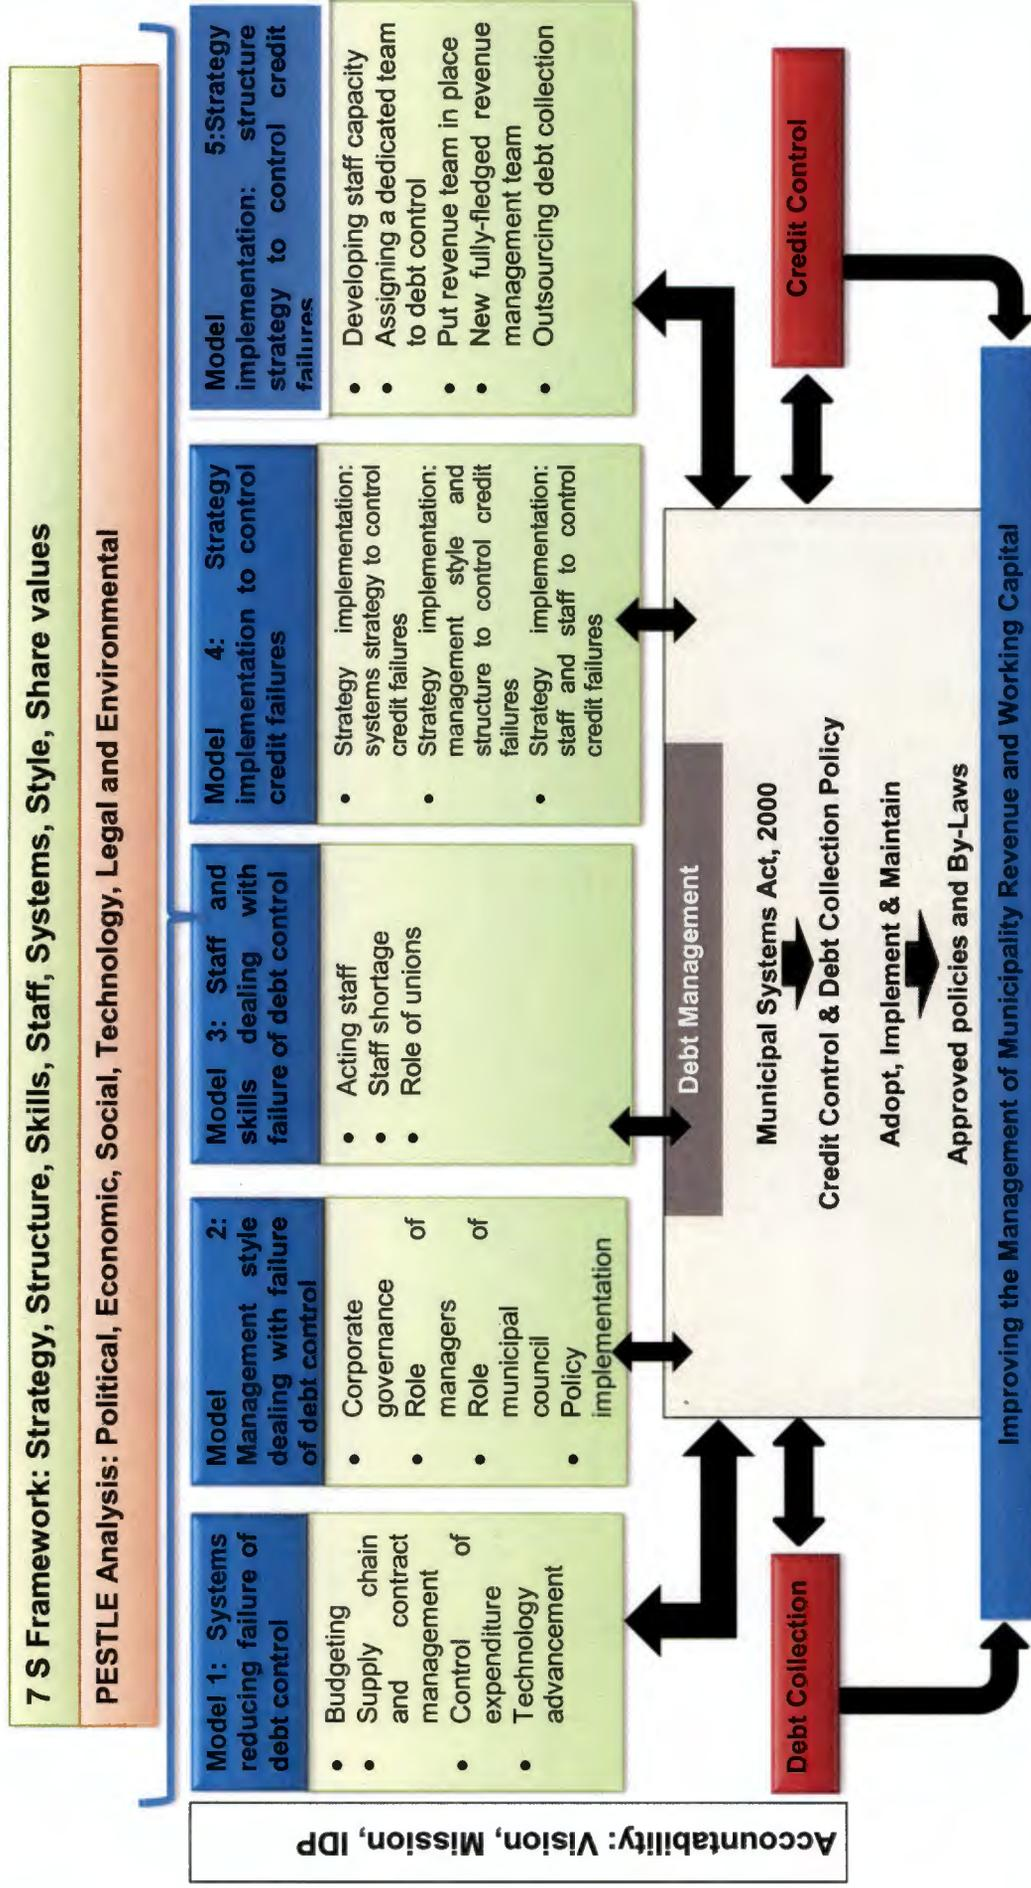 7 S Framework: Strategy, Structure, Skills, Staff, Systems, Style, Share values
PESTLE Analysis: Political, Economic, Social, Technology, Legal and Environmental
Accountability: Vision, Mission, IDP
Model 1: Systems
reducing failure of
debt control
• Budgeting
• Supply chain
and contract
management
• Control of
expenditure
• Technology
advancement
Model 2:
Management style
dealing with failure
of debt control
• Corporate
governance
• Role of
managers
• Role of
municipal
council
• Policy
implementation
Model 3: Staff and
skills dealing with
failure of debt control
• Acting staff
• Staff shortage
• Role of unions
Model 4: Strategy
implementation to control
credit failures
• Strategy implementation:
systems strategy to control
credit failures
• Strategy implementation:
management style and
structure to control credit
failures
• Strategy implementation:
staff and staff to control
credit failures
Model 5:Strategy
implementation: structure
strategy to control credit
failures
• Developing staff capacity
• Assigning a dedicated team
to debt control
• Put revenue team in place
• New fully-fledged revenue
management team
• Outsourcing debt collection
Debt Management
Municipal Systems Act, 2000
Credit Control & Debt Collection Policy
Adopt, Implement & Maintain
Approved policies and By-Laws
Debt Collection
Credit Control
Improving the Management of Municipality Revenue and Working Capital